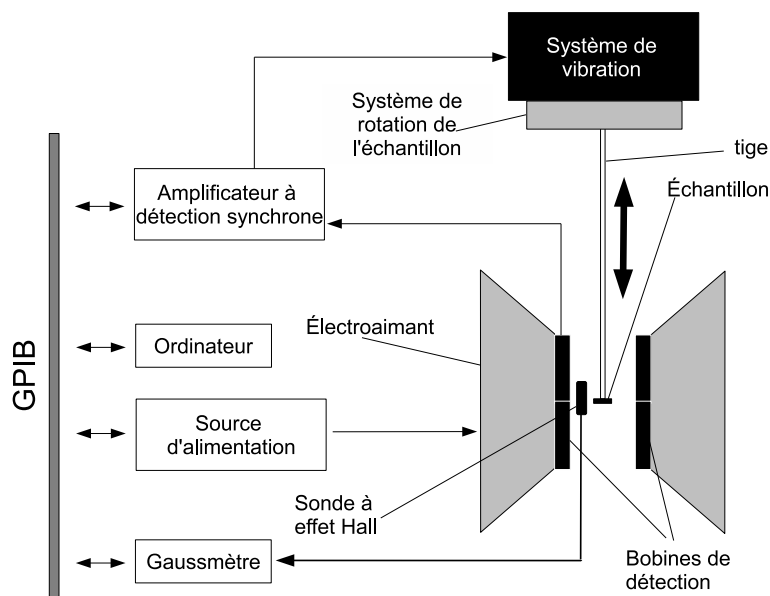 Système de
vibration
Système de
rotation de
l'échantillon
tige
Échantillon
Amplificateur à
détection synchrone
Électroaimant
GPIB
Ordinateur
Source
d'alimentation
Sonde à
effet Hall
Gaussmètre
Bobines de
détection